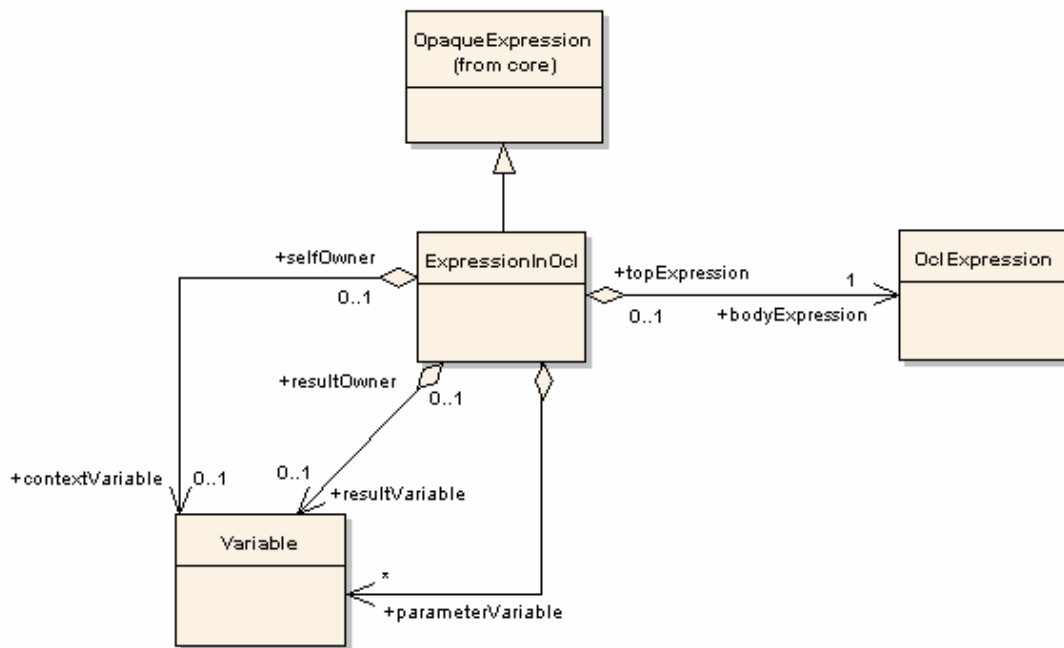 OpaqueExpression
(from core)
+selfOwner
0..1
ExpressionInOcl
+topExpression
0..1
1
+bodyExpression
OclExpression
+resultOwner
0..1
+contextVariable
0..1
0..1
+resultVariable
Variable
*
+parameterVariable